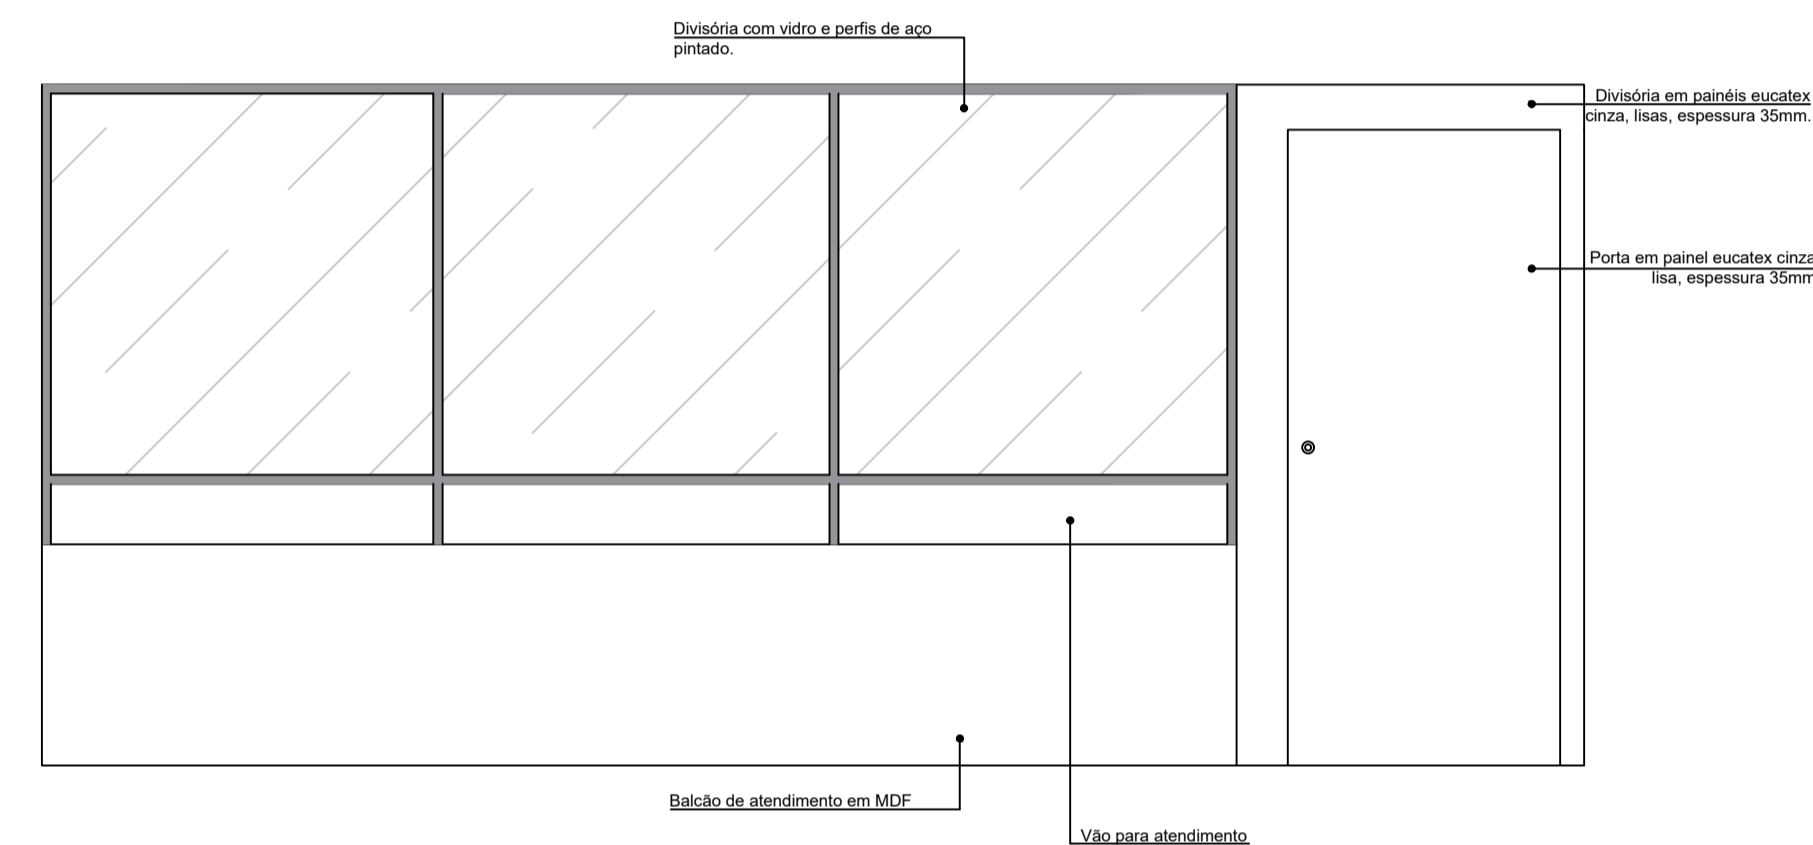 Divisória com vidro e perfis de aço
pintado.
Divisória em painéis eucatex
cinza, lisas, espessura 35mm.
Porta em painel eucatex cinza
lisa, espessura 35mm
Balcão de atendimento em MDF
Vão para atendimento